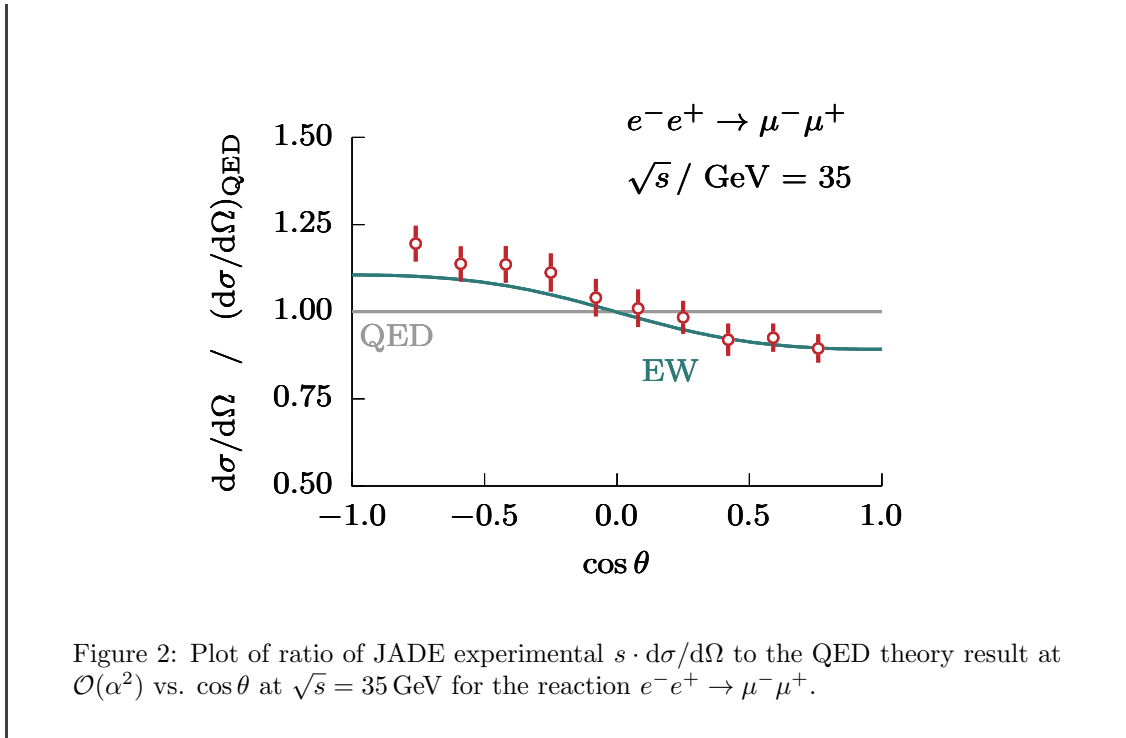 e⁻e⁺ → μ⁻μ⁺
√s / GeV = 35
dσ/dΩ / (dσ/dΩ)QED
1.50
1.25
1.00
0.75
0.50
QED
EW
−1.0 −0.5 0.0 0.5 1.0
cos θ
Figure 2: Plot of ratio of JADE experimental s · dσ/dΩ to the QED theory result at
𝒪(α²) vs. cos θ at √s = 35 GeV for the reaction e⁻e⁺ → μ⁻μ⁺.